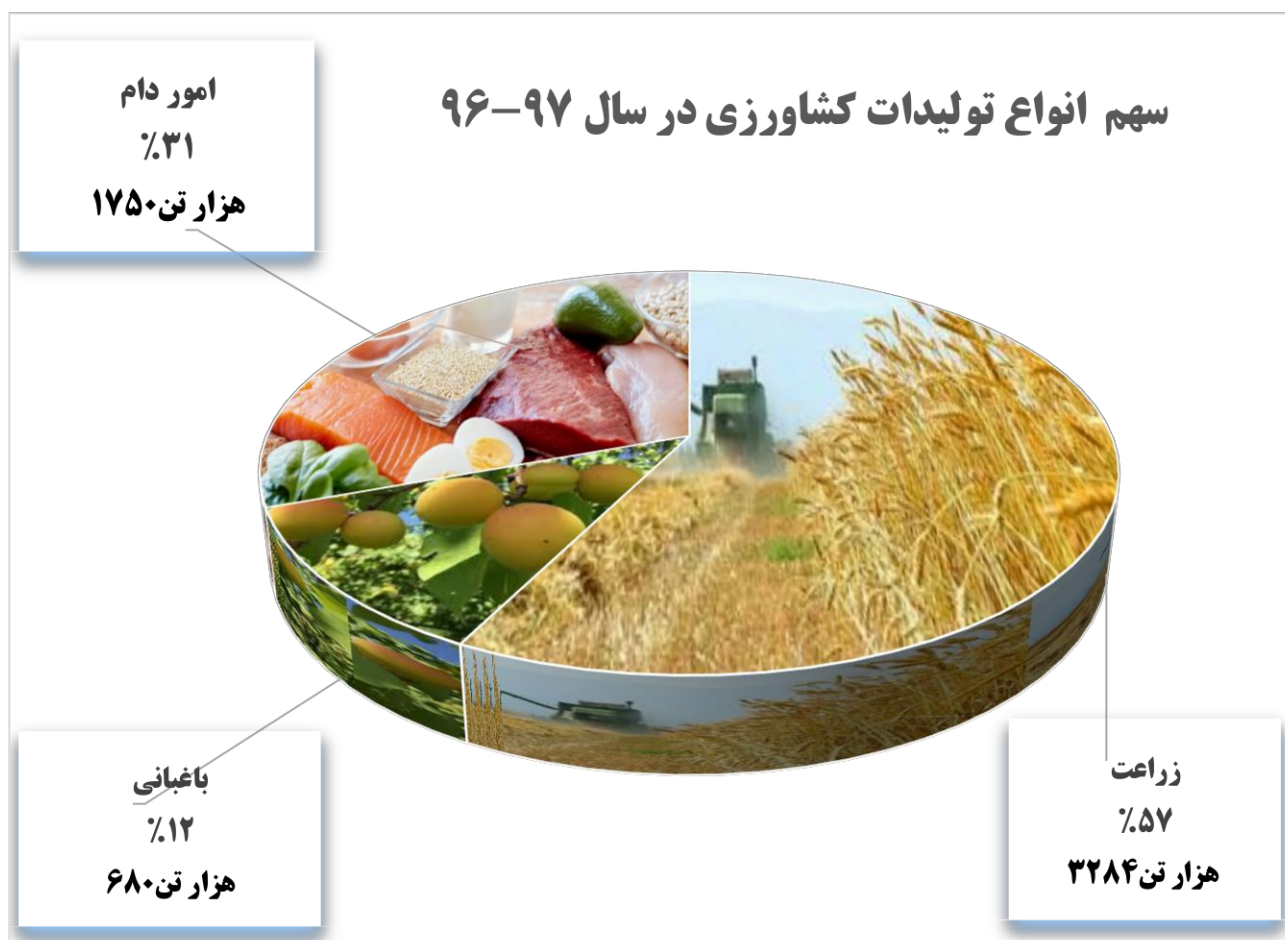 سهم انواع تولیدات کشاورزی در سال ۹۷-۹۶
امور دام
٪۳۱
هزار تن۱۷۵۰
باغبانی
٪۱۲
هزار تن۶۸۰
زراعت
٪۵۷
هزار تن۳۲۸۴